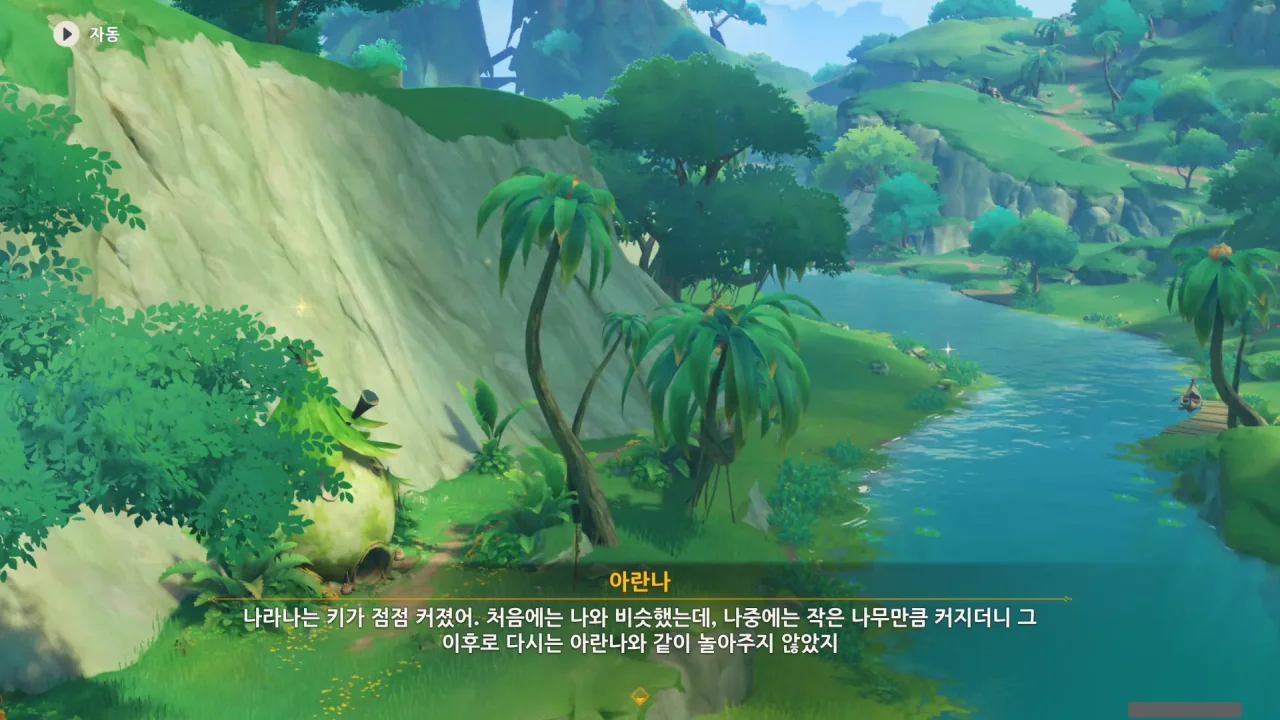 자동
아란나
나라나는 키가 점점 커졌어. 처음에는 나와 비슷했는데, 나중에는 작은 나무만큼 커지더니 그
이후로 다시는 아란나와 같이 놀아주지 않았지